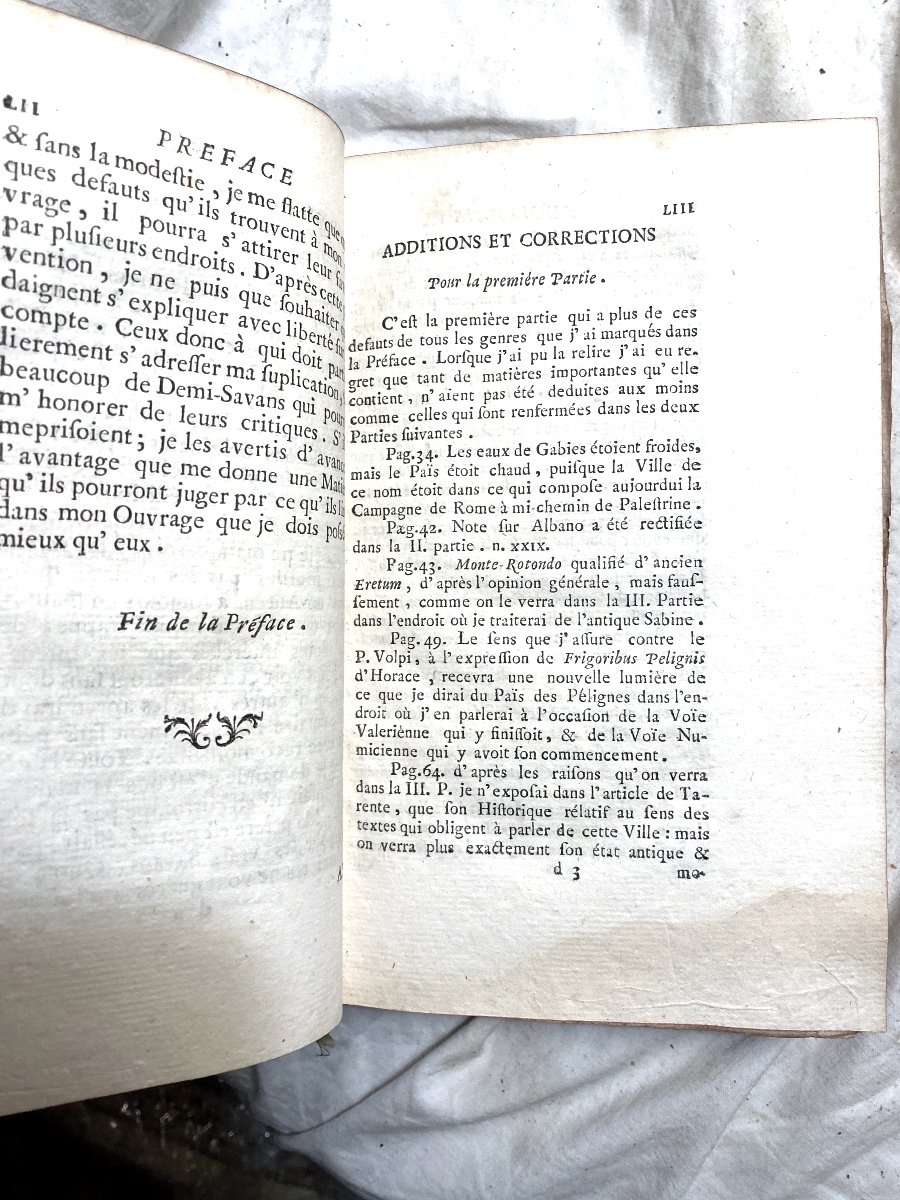 LII
PREFACE
& ſans la modeſtie, je me flatte que
ques defauts qu'ils trouvent à mon
vrage, il pourra s'attirer leur
par pluſieurs endroits. D'après cette
vention, je ne puis que ſouhaiter
daignent s'expliquer avec liberté
compte. Ceux donc à qui doit
lierement s'adreſſer ma ſuplication,
beaucoup de Demi-Savans qui
m'honorer de leurs critiques.
mepriſoient; je les avertis d'
l'avantage que me donne une
qu'ils pourront juger par ce qu'ils
dans mon Ouvrage que je dois
mieux qu'eux.
Fin de la Préface.
LIII
ADDITIONS ET CORRECTIONS
Pour la premiére Partie.
C'eſt la première partie qui a plus de ces
defauts de tous les genres que j'ai marqués dans
la Préface. Lorſque j'ai pu la relire j'ai eu re-
gret que tant de matières importantes qu'elle
contient, n'aient pas été deduites aux moins
comme celles qui ſont renfermées dans les deux
Parties ſuivantes.
Pag.34. Les eaux de Gabies étoient froides,
mais le Païs étoit chaud, puiſque la Ville de
ce nom étoit dans ce qui compoſe aujourdui la
Campagne de Rome à mi-chemin de Paleſtrine.
Pag.42. Note ſur Albano a été rectifiée
dans la II. partie. n. XXIX.
Pag.43. Monte-Rotondo qualifié d'ancien
Eretum, d'après l'opinion générale, mais fauſ-
ſement, comme on le verra dans la III. Partie
dans l'endroit où je traiterai de l'antique Sabine.
Pag. 49. Le ſens que j'aſſure contre le
P. Volpi, à l'expreſſion de Frigoribus Pelignis
d'Horace, recevra une nouvelle lumière de
ce que je dirai du Païs des Pélignes dans l'en-
droit où j'en parlerai à l'occaſion de la Voïe
Valeriènne qui y finiſſoit, & de la Voïe Nu-
micienne qui y avoit ſon commencement.
Pag.64. d'après les raiſons qu'on verra
dans la III. P. je n'expoſai dans l'article de Ta-
rente, que ſon Hiſtorique rélatif au ſens des
textes qui obligent à parler de cette Ville: mais
on verra plus exactement ſon état antique &
d 3
mo-